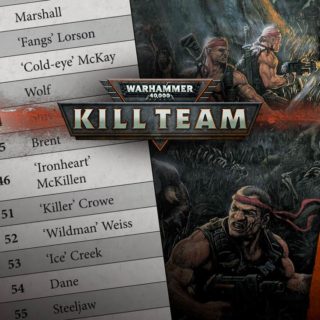 Marshall
'Fangs' Lorson
'Cold-eye' McKay
Wolf
WARHAMMER
40,000
KILL TEAM
5 Brent
46 'Ironheart'
McKillen
51 'Killer' Crowe
52 'Wildman' Weiss
53 'Ice' Creek
54 Dane
55 Steeljaw